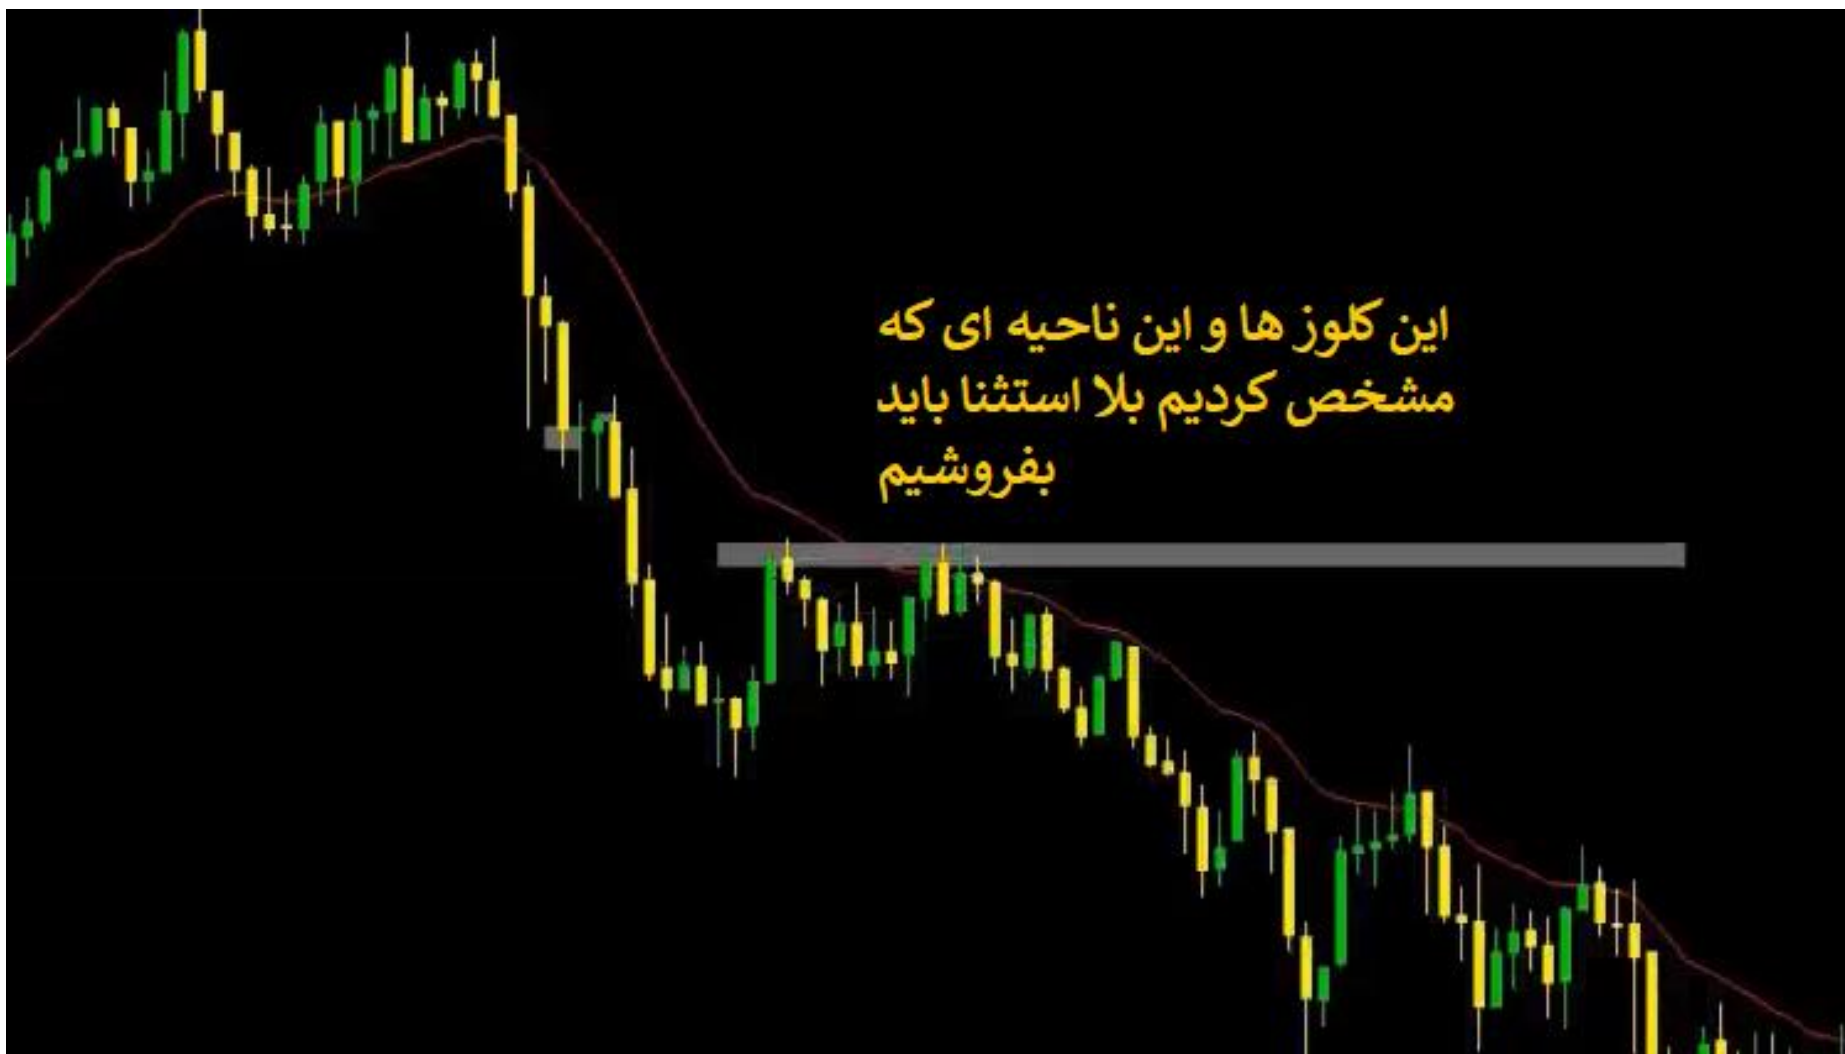 این کلوز ها و این ناحیه ای که
مشخص کردیم بلا استثنا باید
بفروشیم